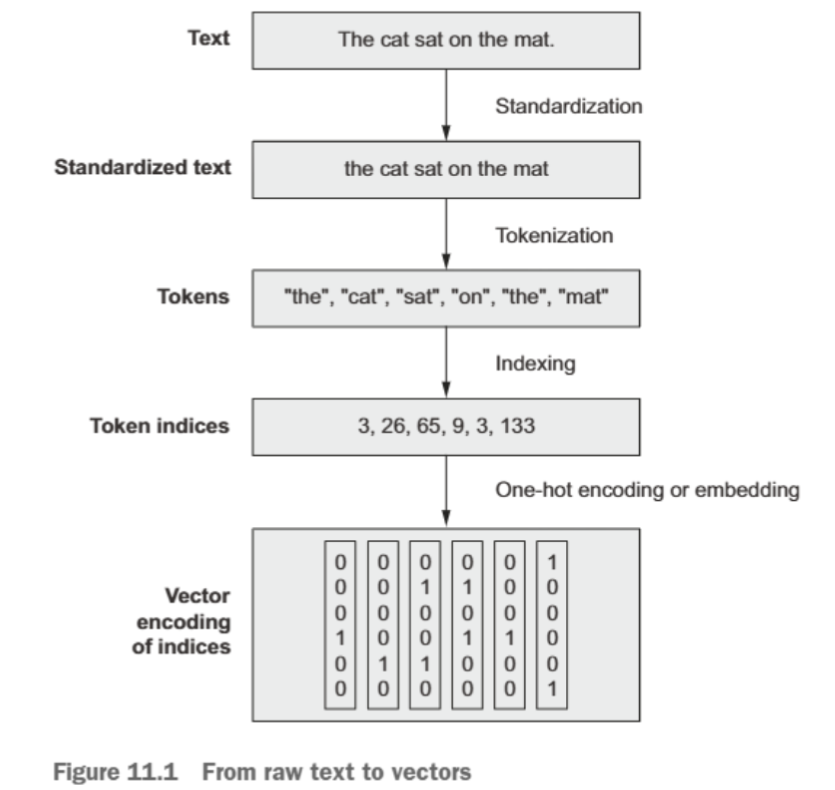 Text
The cat sat on the mat.
Standardization
Standardized text
the cat sat on the mat
Tokenization
Tokens
"the", "cat", "sat", "on", "the", "mat"
Indexing
Token indices
3, 26, 65, 9, 3, 133
One-hot encoding or embedding
Vector
encoding
of indices
0 0 0 0 0 1
0 0 1 1 0 0
0 0 0 0 0 0
1 0 0 1 1 0
0 1 1 0 0 0
0 0 0 0 0 1
Figure 11.1 From raw text to vectors